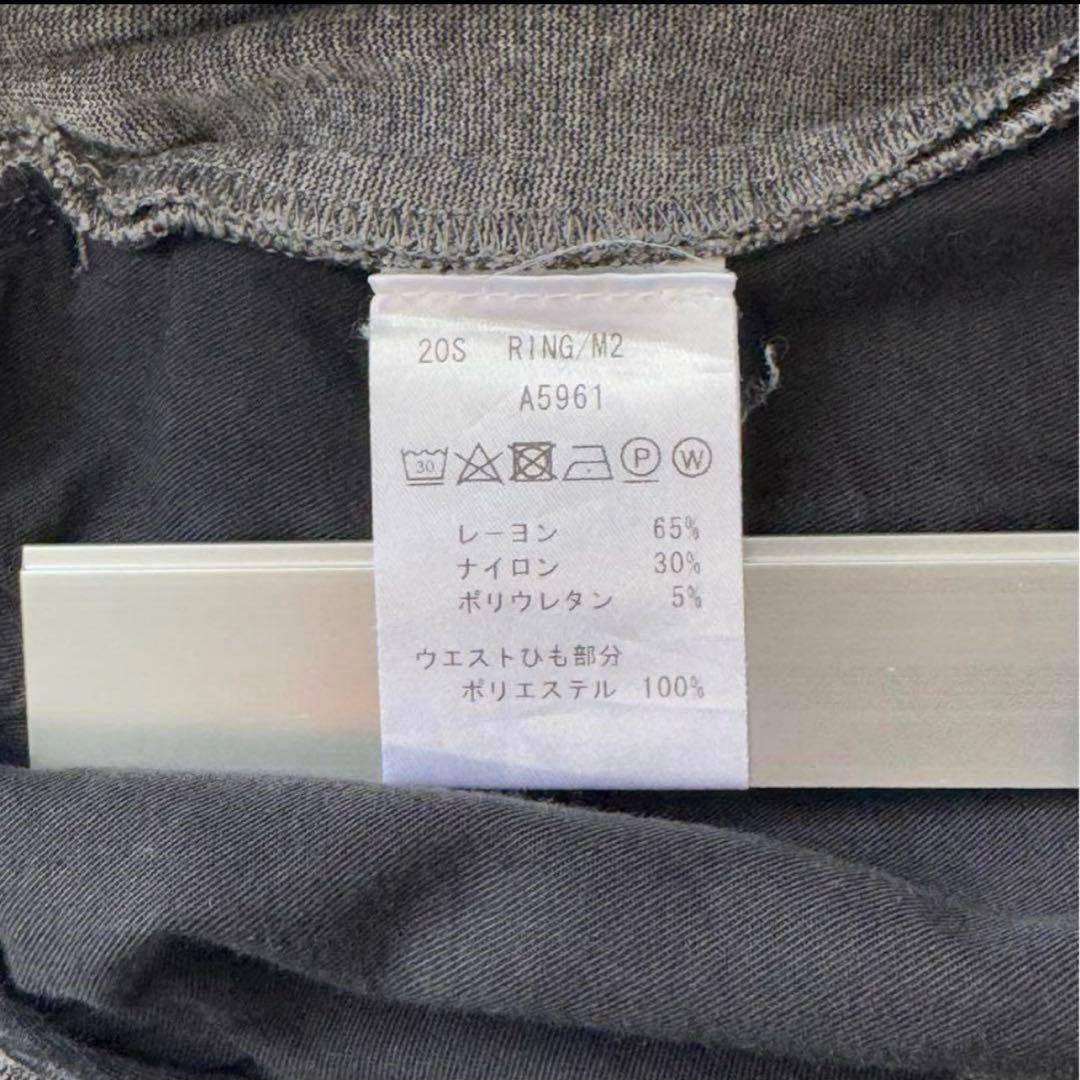 20S RING/M2
A5961
30 P W
レーヨン 65%
ナイロン 30%
ポリウレタン 5%
ウエストひも部分
ポリエステル 100%